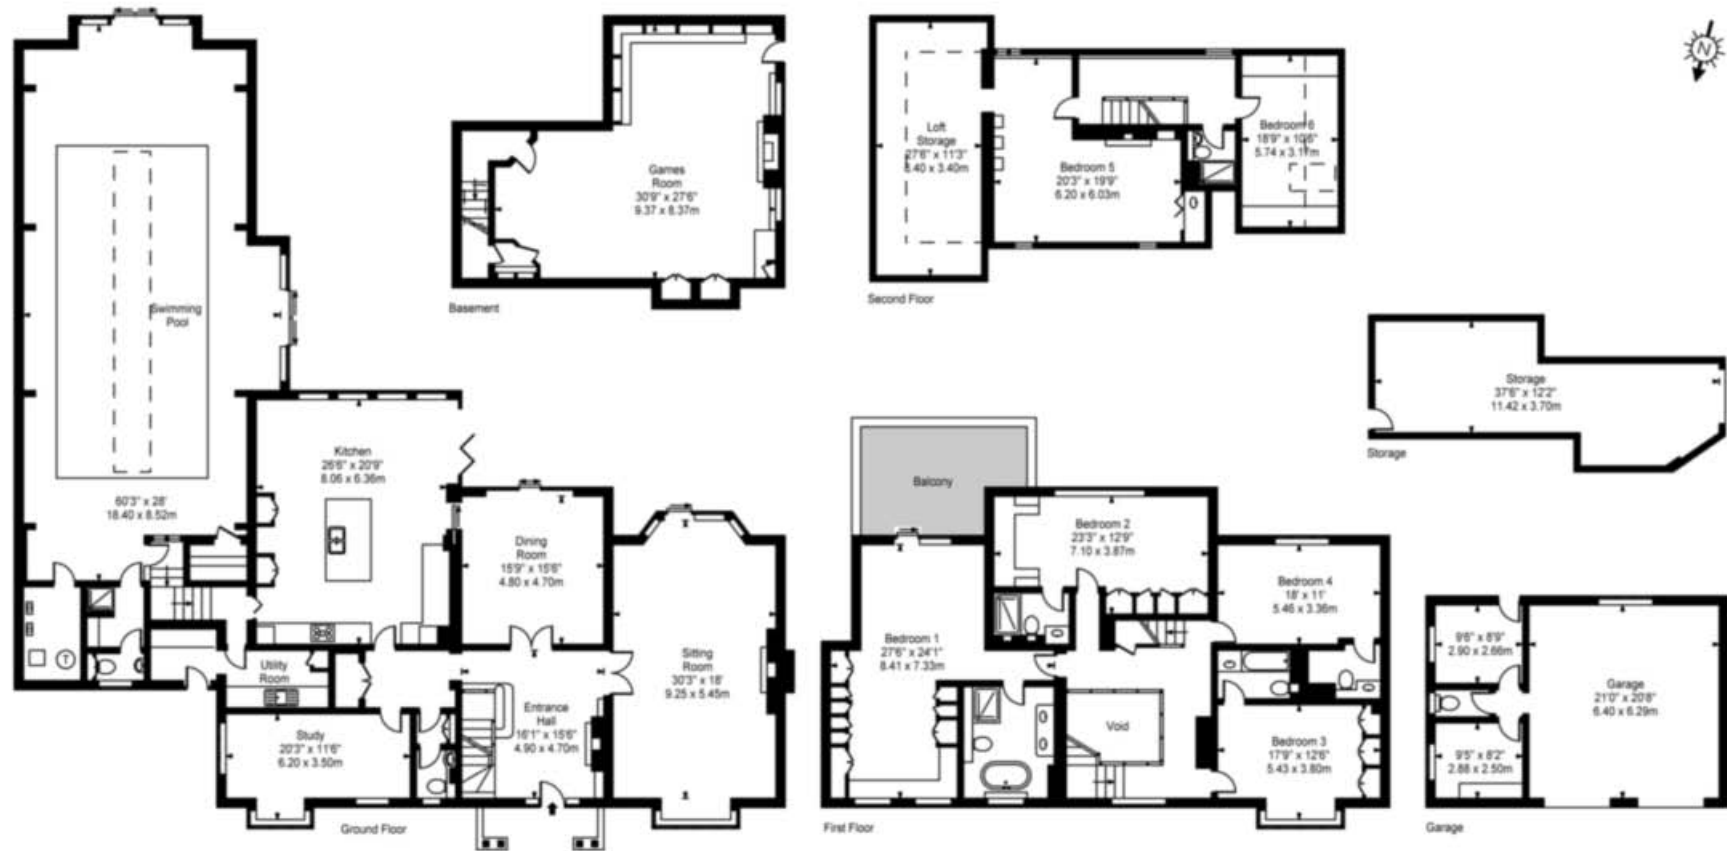 N
Swimming
Pool
60'3" x 28'
18.40 x 8.52m
Kitchen
26'6" x 20'9"
8.06 x 6.36m
Dining
Room
15'9" x 15'6"
4.80 x 4.70m
Sitting
Room
30'3" x 18'
9.25 x 5.45m
Utility
Room
T
Entrance
Hall
16'1" x 15'6"
4.90 x 4.70m
Study
20'3" x 11'6"
6.20 x 3.50m
Ground Floor
Games
Room
30'9" x 27'6"
9.37 x 8.37m
Basement
Loft
Storage
27'6" x 11'3"
8.40 x 3.40m
Bedroom 5
20'3" x 19'9"
6.20 x 6.03m
Bedroom 6
18'9" x 10'6"
5.74 x 3.17m
Second Floor
Storage
37'6" x 12'2"
11.42 x 3.70m
Storage
Balcony
Bedroom 2
23'3" x 12'9"
7.10 x 3.87m
Bedroom 4
18' x 11'
5.46 x 3.36m
Bedroom 1
27'6" x 24'1"
8.41 x 7.33m
Void
Bedroom 3
17'9" x 12'6"
5.43 x 3.80m
First Floor
9'6" x 8'9"
2.90 x 2.66m
Garage
21'0" x 20'8"
6.40 x 6.29m
9'5" x 8'2"
2.88 x 2.50m
Garage